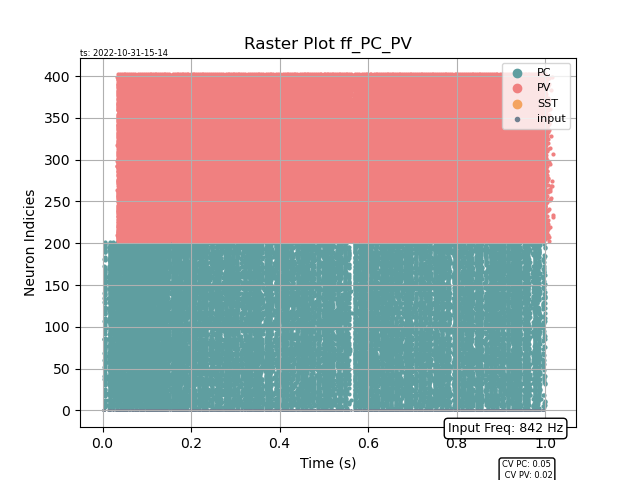 Raster Plot ff_PC_PV
ts: 2022-10-31-15-14
PC
PV
SST
input
400
350
300
250
200
150
100
50
0
Neuron Indicies
0.0 0.2 0.4 0.6 0.8 1.0
Time (s)
Input Freq: 842 Hz
CV PC: 0.05
CV PV: 0.02